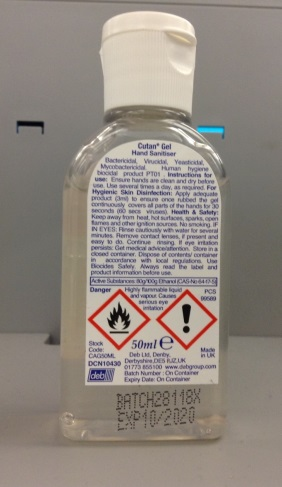 Cutan® Gel
Hand Sanitiser
Bactericidal, Virucidal, Yeasticidal,
Mycobactericidal. Human hygiene
biocidal product PT01 Instructions for
use: Ensure hands are clean and dry before
use. Use several times a day, as required. For
Hygienic Skin Disinfection: Apply adequate
product (3ml) to ensure once rubbed the gel
continuously covers all parts of the hands for 30
seconds (60 secs viruses). Health & Safety:
Keep away from heat, hot surfaces, sparks, open
flames and other ignition sources. No smoking. IF
IN EYES: Rinse cautiously with water for several
minutes. Remove contact lenses, if present and
easy to do. Continue rinsing. If eye irritation
persists: Get medical advice/attention. Store in a
closed container. Dispose of contents/ container
in accordance with local regulations. Use
Biocides Safely. Always read the label and
product information before use.
Active Substances: 60g/100g Ethanol (CAS-No 64-17-5)
Danger Highly flammable liquid
and vapour. Causes
serious eye
irritation
PCS
99589
Stock
Code:
CAG50ML
50ml e
Made
in UK
DCN10430
deb
Deb Ltd, Denby,
Derbyshire, DE5 8JZ, UK
01773 855100 www.debgroup.com
Batch Number: On Container
Expiry Date: On Container
BATCH28118X
EXP10/2020